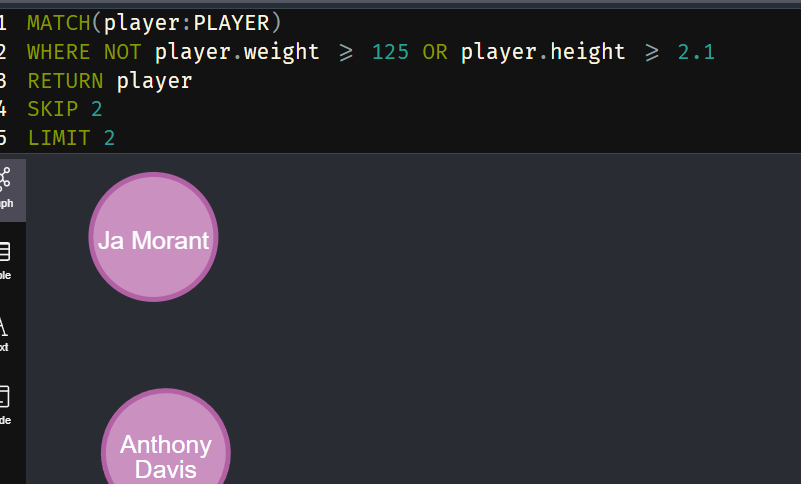 1 MATCH(player:PLAYER)
2 WHERE NOT player.weight ⩾ 125 OR player.height ⩾ 2.1
3 RETURN player
4 SKIP 2
5 LIMIT 2
ph
Ja Morant
ble
A
xt
de
Anthony
Davis